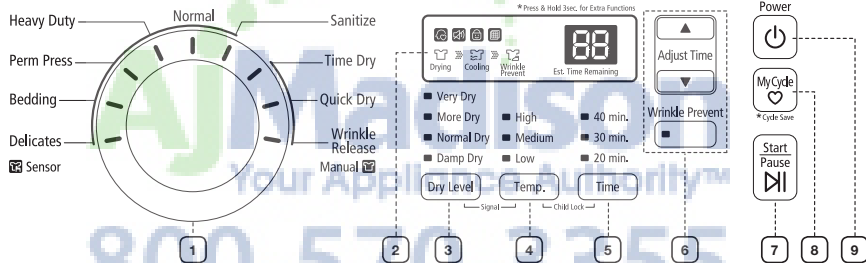 *Press & Hold 3sec. for Extra Functions
Power
Heavy Duty
Normal
Sanitize
Perm Press
Time Dry
Bedding
Quick Dry
Delicates
Wrinkle
Release
Sensor
Manual
88
Drying
Cooling
Wrinkle
Prevent
Est. Time Remaining
Adjust Time
My Cycle
*Cycle Save
Very Dry
More Dry
High
40 min.
Normal Dry
Medium
30 min.
Damp Dry
Low
20 min.
Wrinkle Prevent
Start
Pause
Dry Level
Temp.
Time
Signal
Child Lock
1
2
3
4
5
6
7
8
9
AjMadison
Your Appliance Authority™
800 570 3355